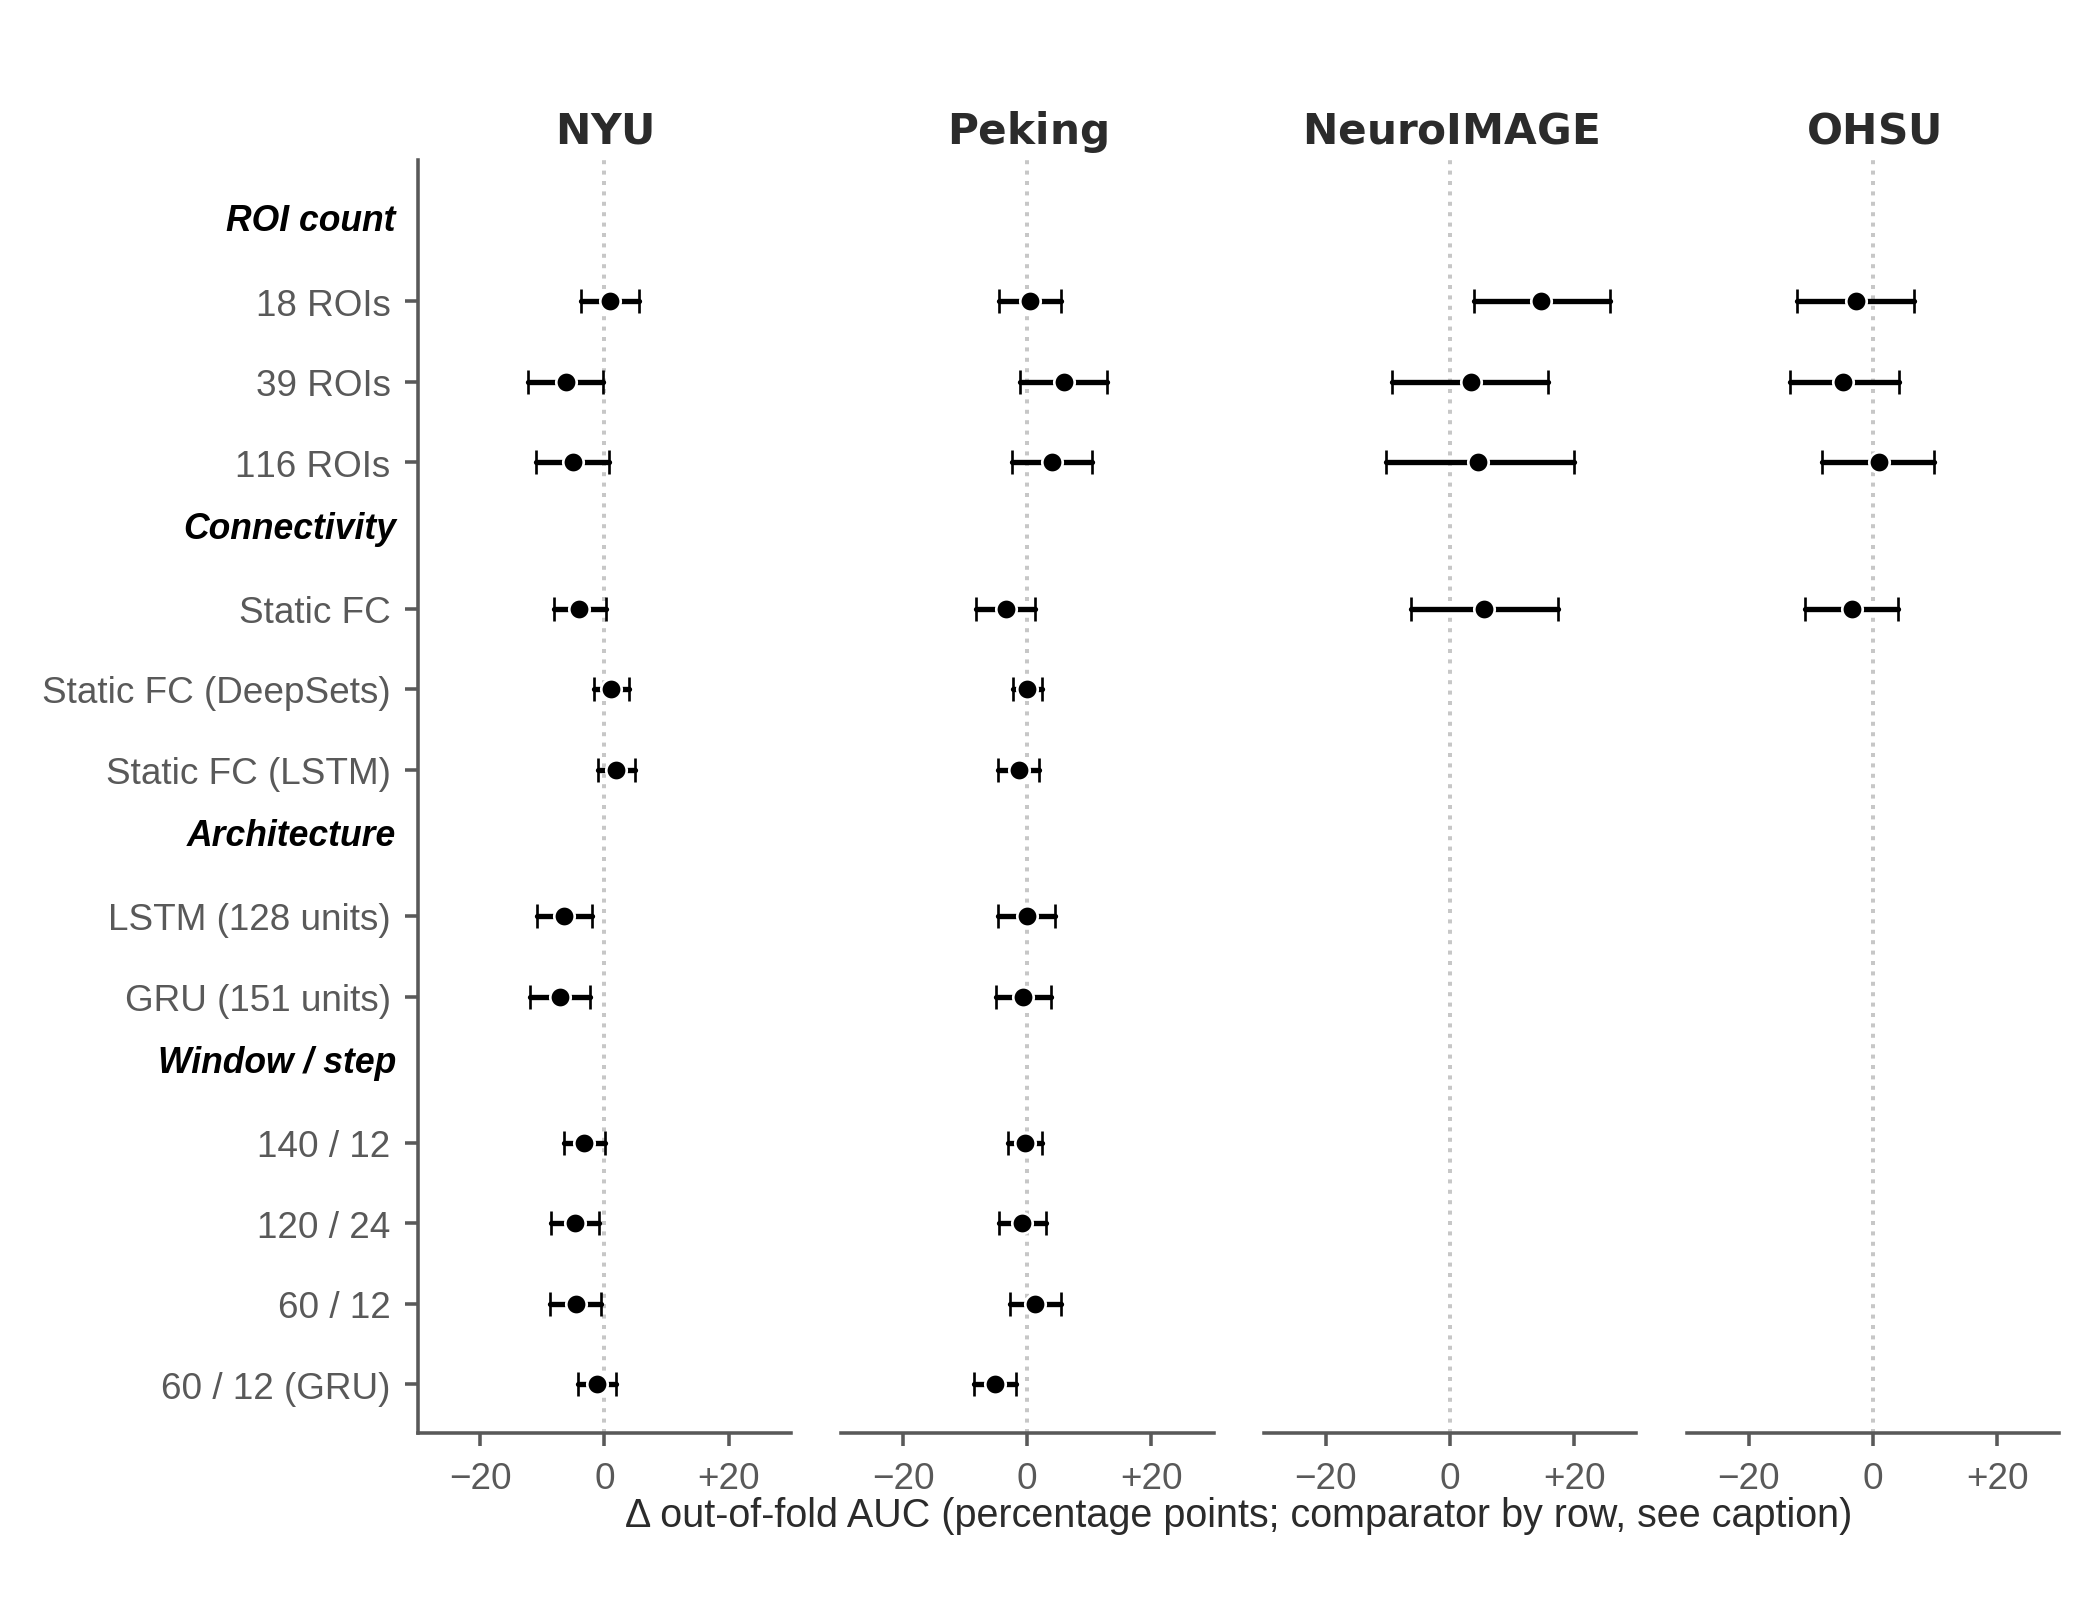 NYU Peking NeuroIMAGE OHSU
ROI count
18 ROIs
39 ROIs
116 ROIs
Connectivity
Static FC
Static FC (DeepSets)
Static FC (LSTM)
Architecture
LSTM (128 units)
GRU (151 units)
Window / step
140 / 12
120 / 24
60 / 12
60 / 12 (GRU)
−20 0 +20 −20 0 +20 −20 0 +20 −20 0 +20
Δ out-of-fold AUC (percentage points; comparator by row, see caption)